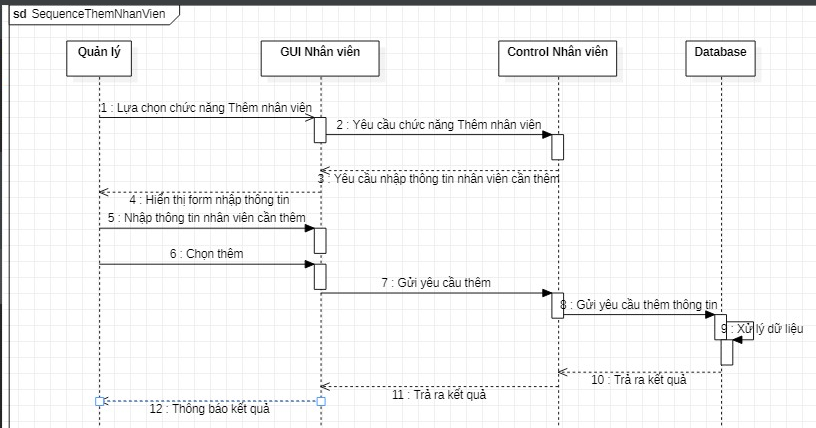 sd SequenceThemNhanVien
Quản lý
GUI Nhân viên
Control Nhân viên
Database
1 : Lựa chọn chức năng Thêm nhân viên
2 : Yêu cầu chức năng Thêm nhân viên
3 : Yêu cầu nhập thông tin nhân viên cần thêm
4 : Hiển thị form nhập thông tin
5 : Nhập thông tin nhân viên cần thêm
6 : Chọn thêm
7 : Gửi yêu cầu thêm
8 : Gửi yêu cầu thêm thông tin
9 : Xử lý dữ liệu
10 : Trả ra kết quả
11 : Trả ra kết quả
12 : Thông báo kết quả